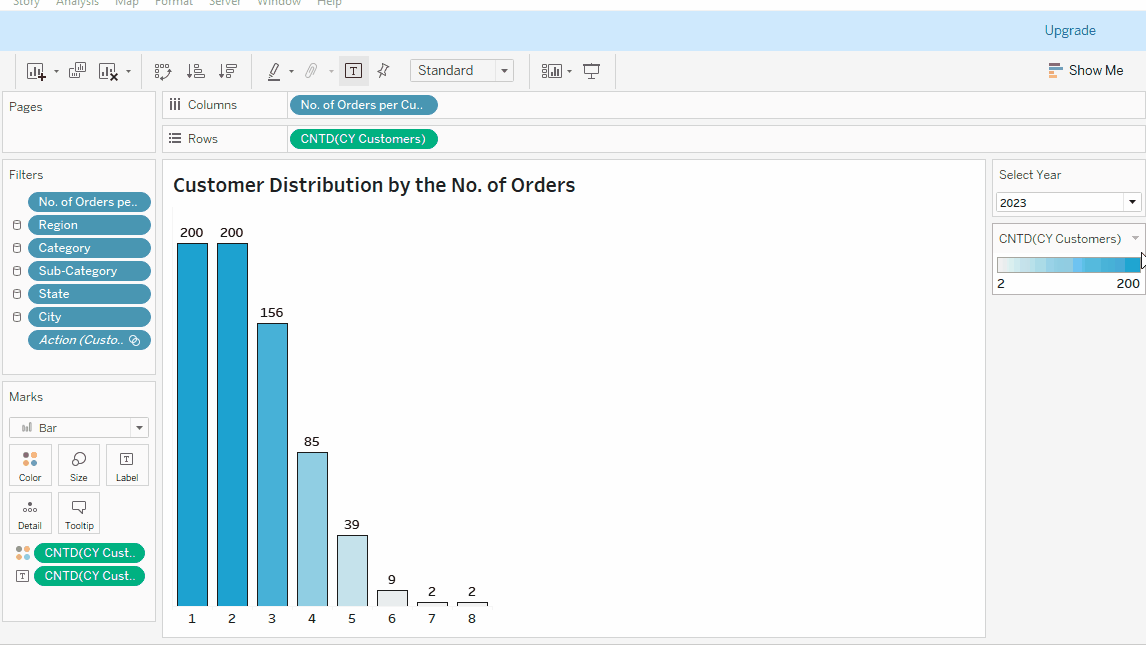 Story Analysis Map Format Server Window Help
Upgrade
Standard
Show Me
Pages
Columns
No. of Orders per Cu..
Rows
CNTD(CY Customers)
Filters
No. of Orders pe..
Region
Category
Sub-Category
State
City
Action (Custo..
Marks
Bar
Color Size Label
Detail Tooltip
CNTD(CY Cust..
CNTD(CY Cust..
Customer Distribution by the No. of Orders
200 200
156
85
39
9
2 2
1 2 3 4 5 6 7 8
Select Year
2023
CNTD(CY Customers)
2 200